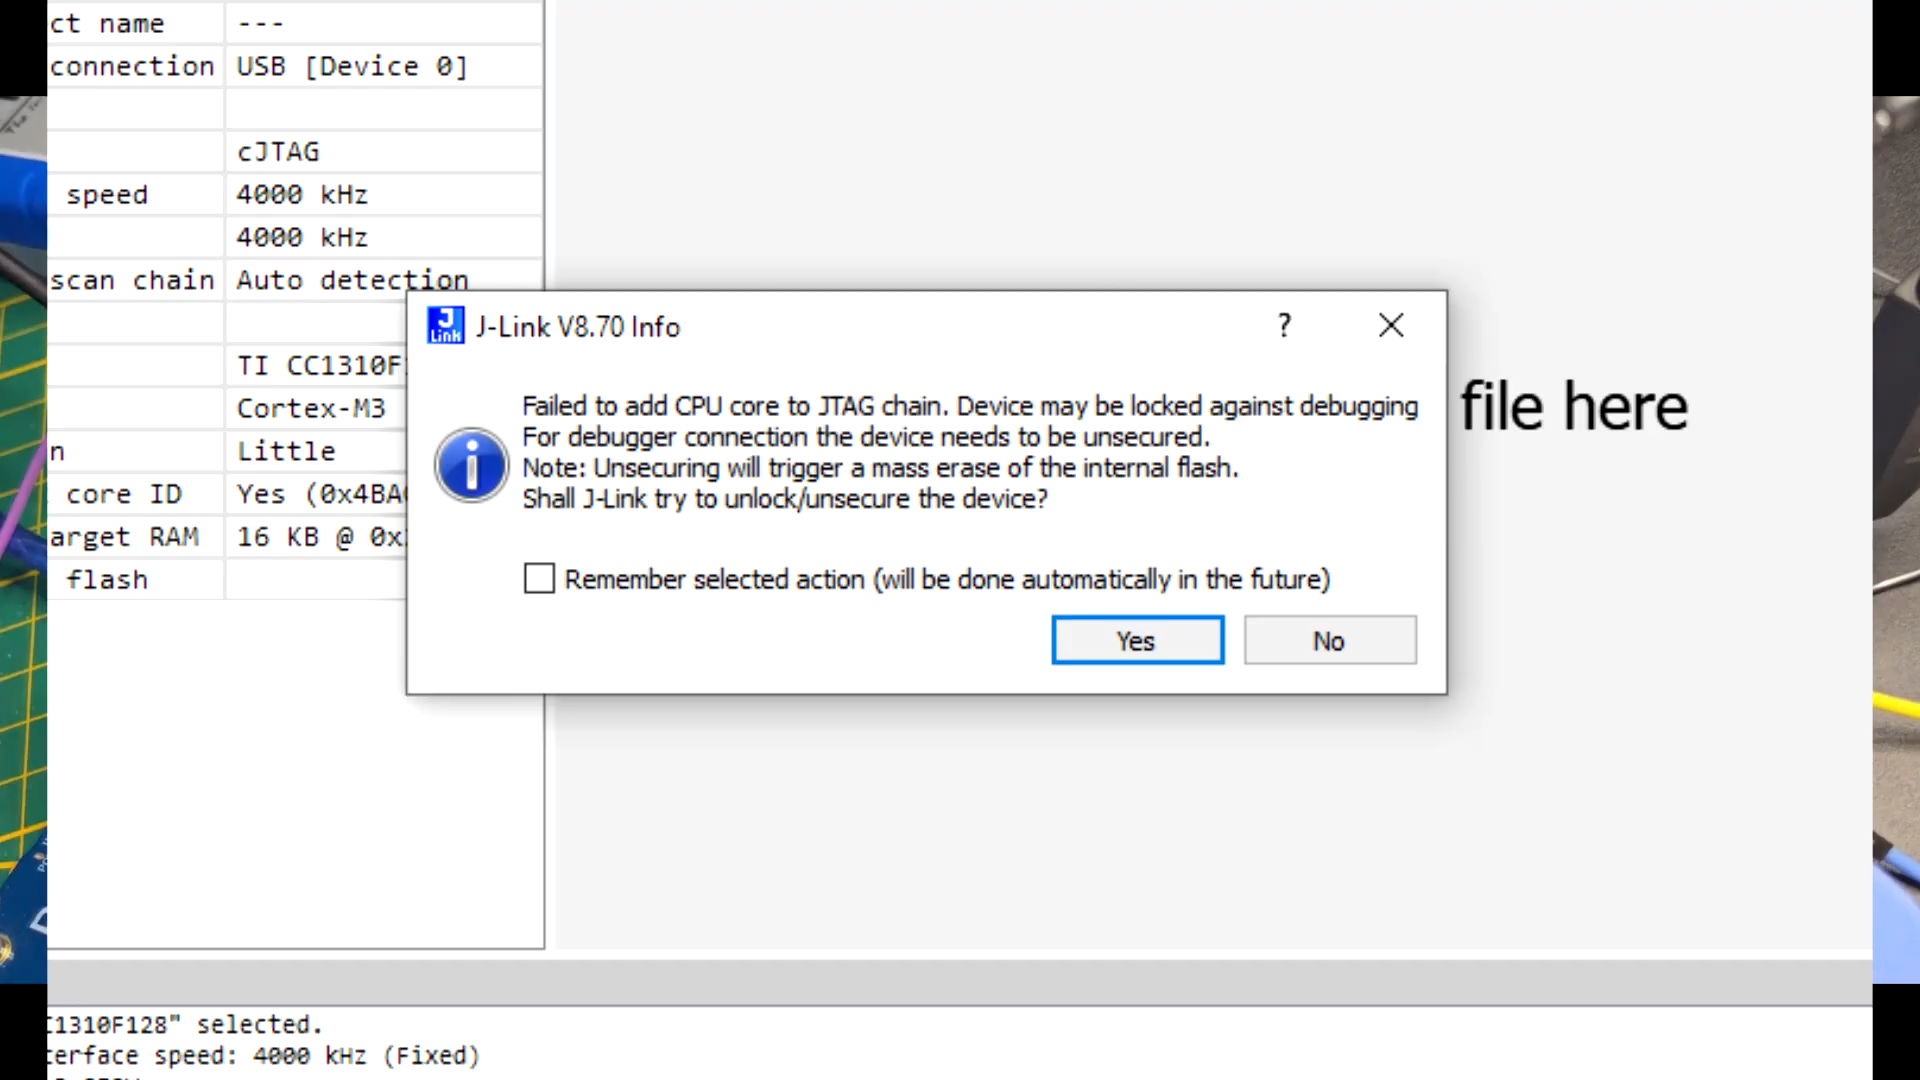 ct name ---
connection USB [Device 0]
cJTAG
speed 4000 kHz
4000 kHz
scan chain Auto detection
TI CC1310F
Cortex-M3
n Little
core ID Yes (0x4BA
arget RAM 16 KB @ 0x
flash
J Link
J-Link V8.70 Info
?
Failed to add CPU core to JTAG chain. Device may be locked against debugging
For debugger connection the device needs to be unsecured.
Note: Unsecuring will trigger a mass erase of the internal flash.
Shall J-Link try to unlock/unsecure the device?
Remember selected action (will be done automatically in the future)
Yes
No
file here
C1310F128" selected.
terface speed: 4000 kHz (Fixed)